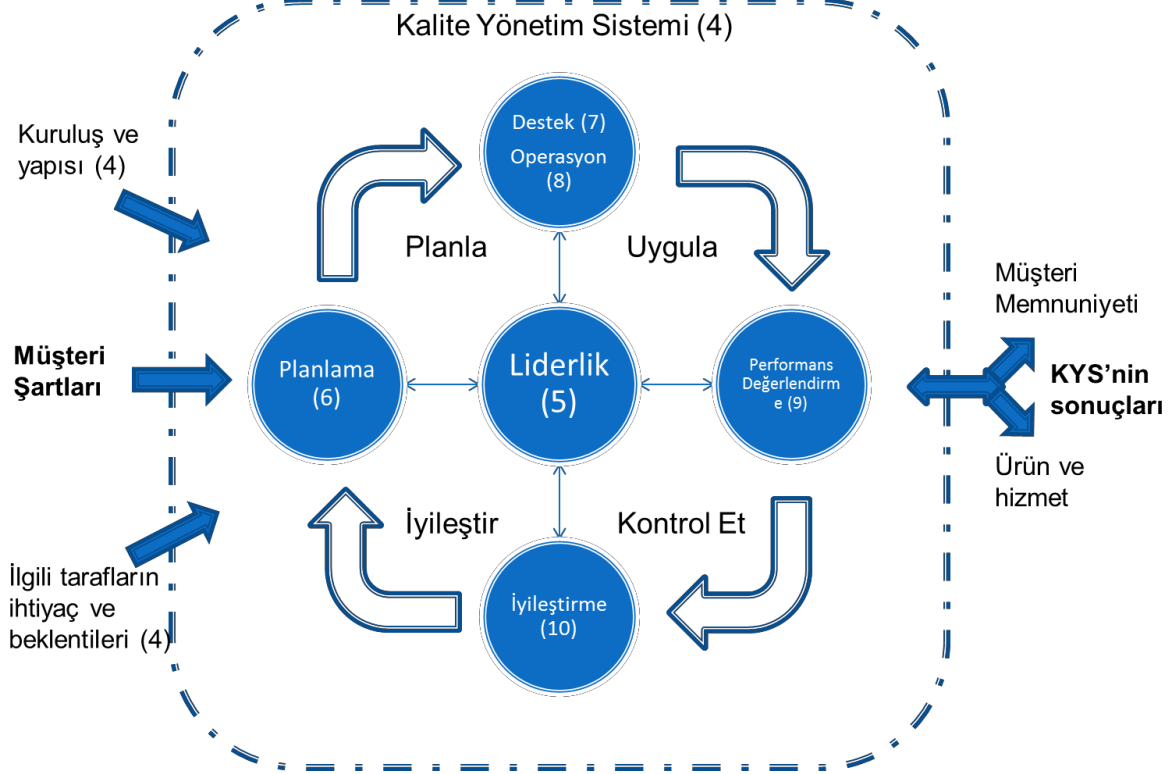 Kalite Yönetim Sistemi (4)
Kuruluş ve
yapısı (4)
Destek (7)
Operasyon
(8)
Planla
Uygula
Müşteri
Şartları
Planlama
(6)
Liderlik
(5)
Performans
Değerlendirm
e (9)
Müşteri
Memnuniyeti
KYS’nin
sonuçları
Ürün ve
hizmet
İyileştir
Kontrol Et
İlgili tarafların
ihtiyaç ve
beklentileri (4)
İyileştirme
(10)